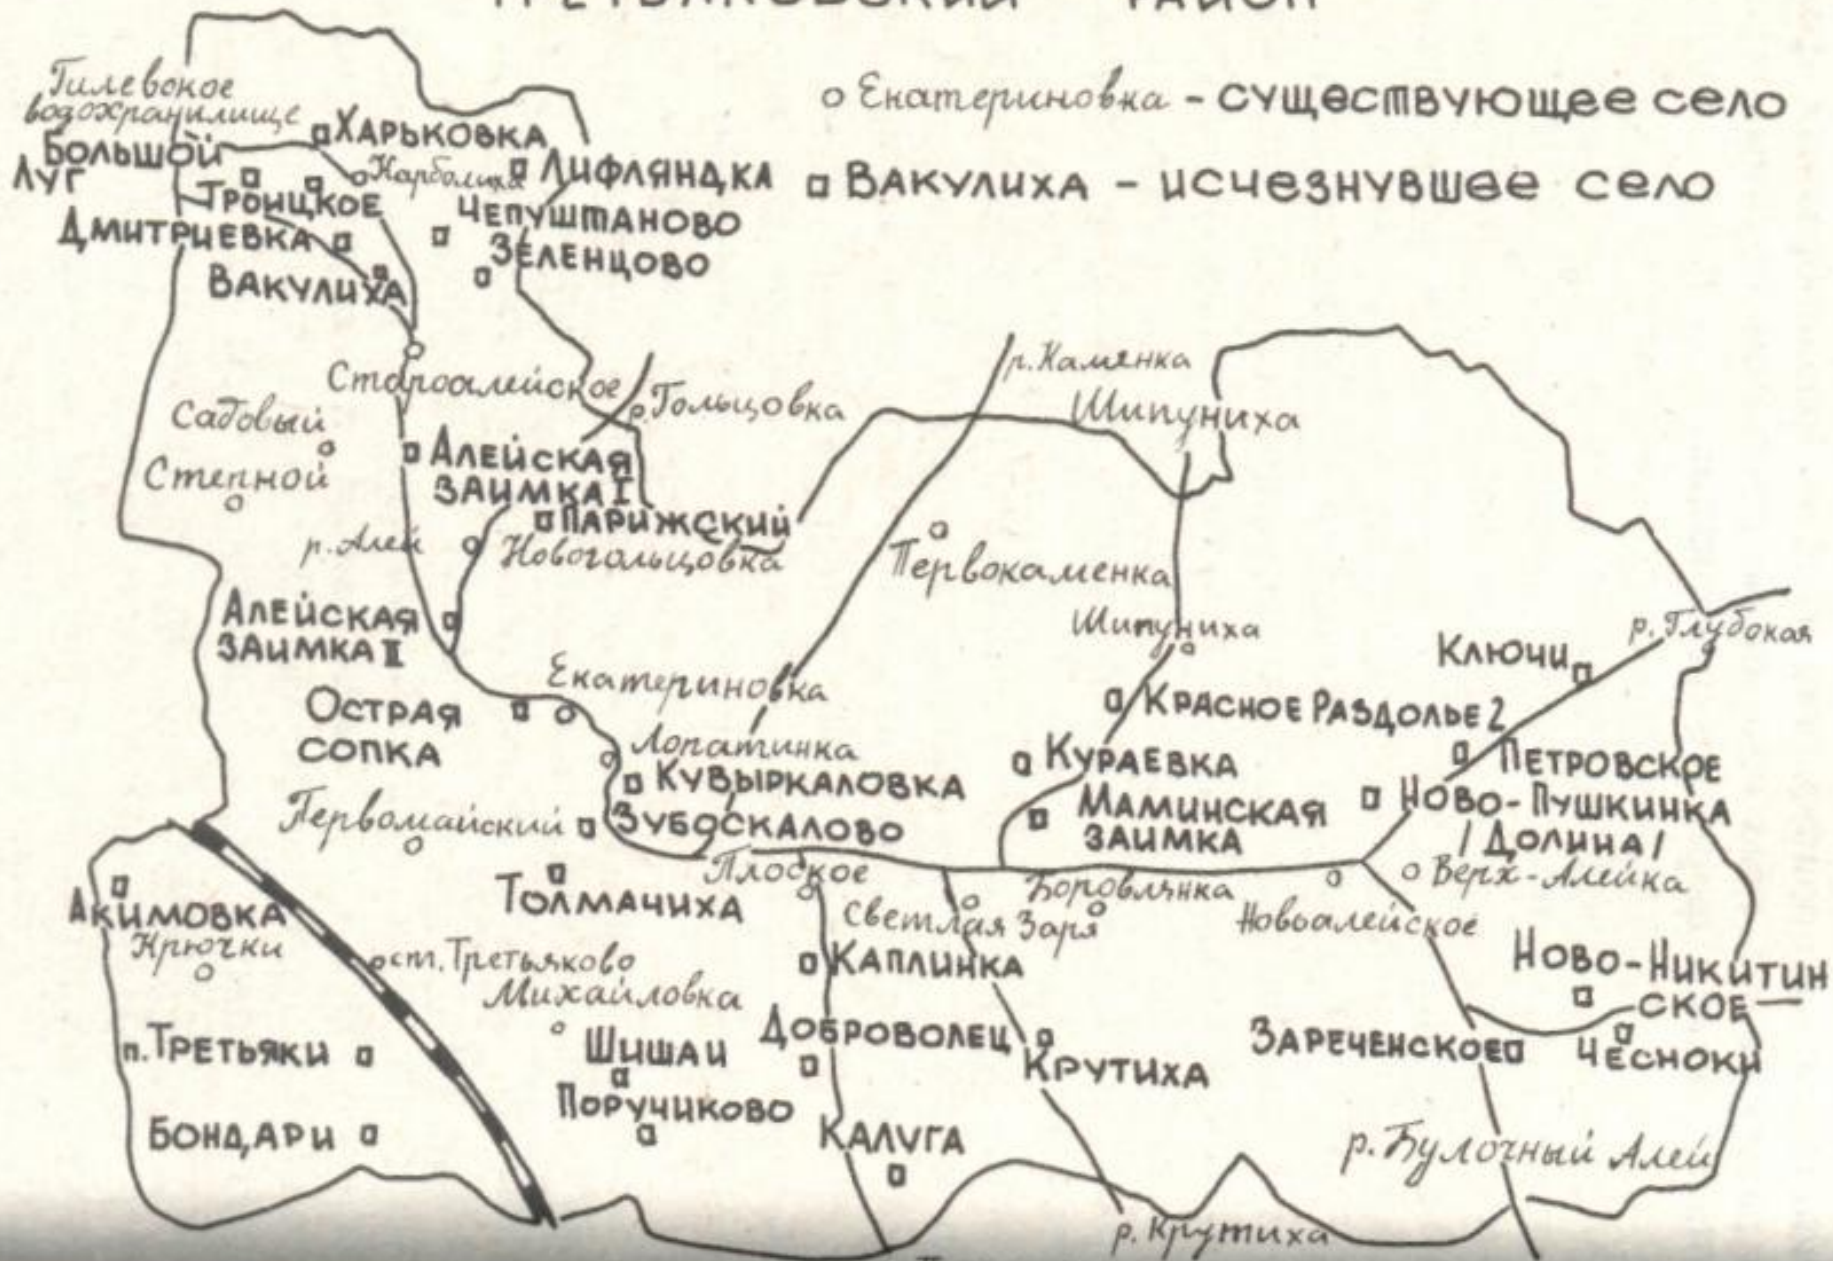 ТРЕТЬЯКОВСКИЙ РАЙОН
Гилевское
водохранилище
o Екатериновка - существующее село
Харьковка
Большой
Луг
Карболиха
Лифляндка
Вакулиха - исчезнувшее село
Троицкое
Чепуштаново
Дмитриевка
Зеленцово
Вакулиха
Староалейское
р. Гольцовка
р. Каменка
Шипуниха
Садовый
Степной
Алейская
заимка I
Парижский
р. Алей
Новогольцовка
Первокаменка
Алейская
заимка II
Шипуниха
р. Глубокая
Ключи
Екатериновка
Острая
сопка
Красное Раздолье 2
Лопатинка
Кураевка
Петровское
Кувыркаловка
Ново-Пушкинка
/Долина/
Первомайский
Зубоскалово
Маминская
заимка
Плоское
Толмачиха
Боровлянка
Верх-Алейка
Акимовка
Светлая Заря
Новоалейское
Крючки
ст. Третьяково
Каплинка
Ново-Никитин
ское
Михайловка
п. Третьяки
Шишаи
Доброволец
Крутиха
Зареченское
Чесноки
Поручиково
Бондари
Калуга
р. Булочный Алей
р. Крутиха